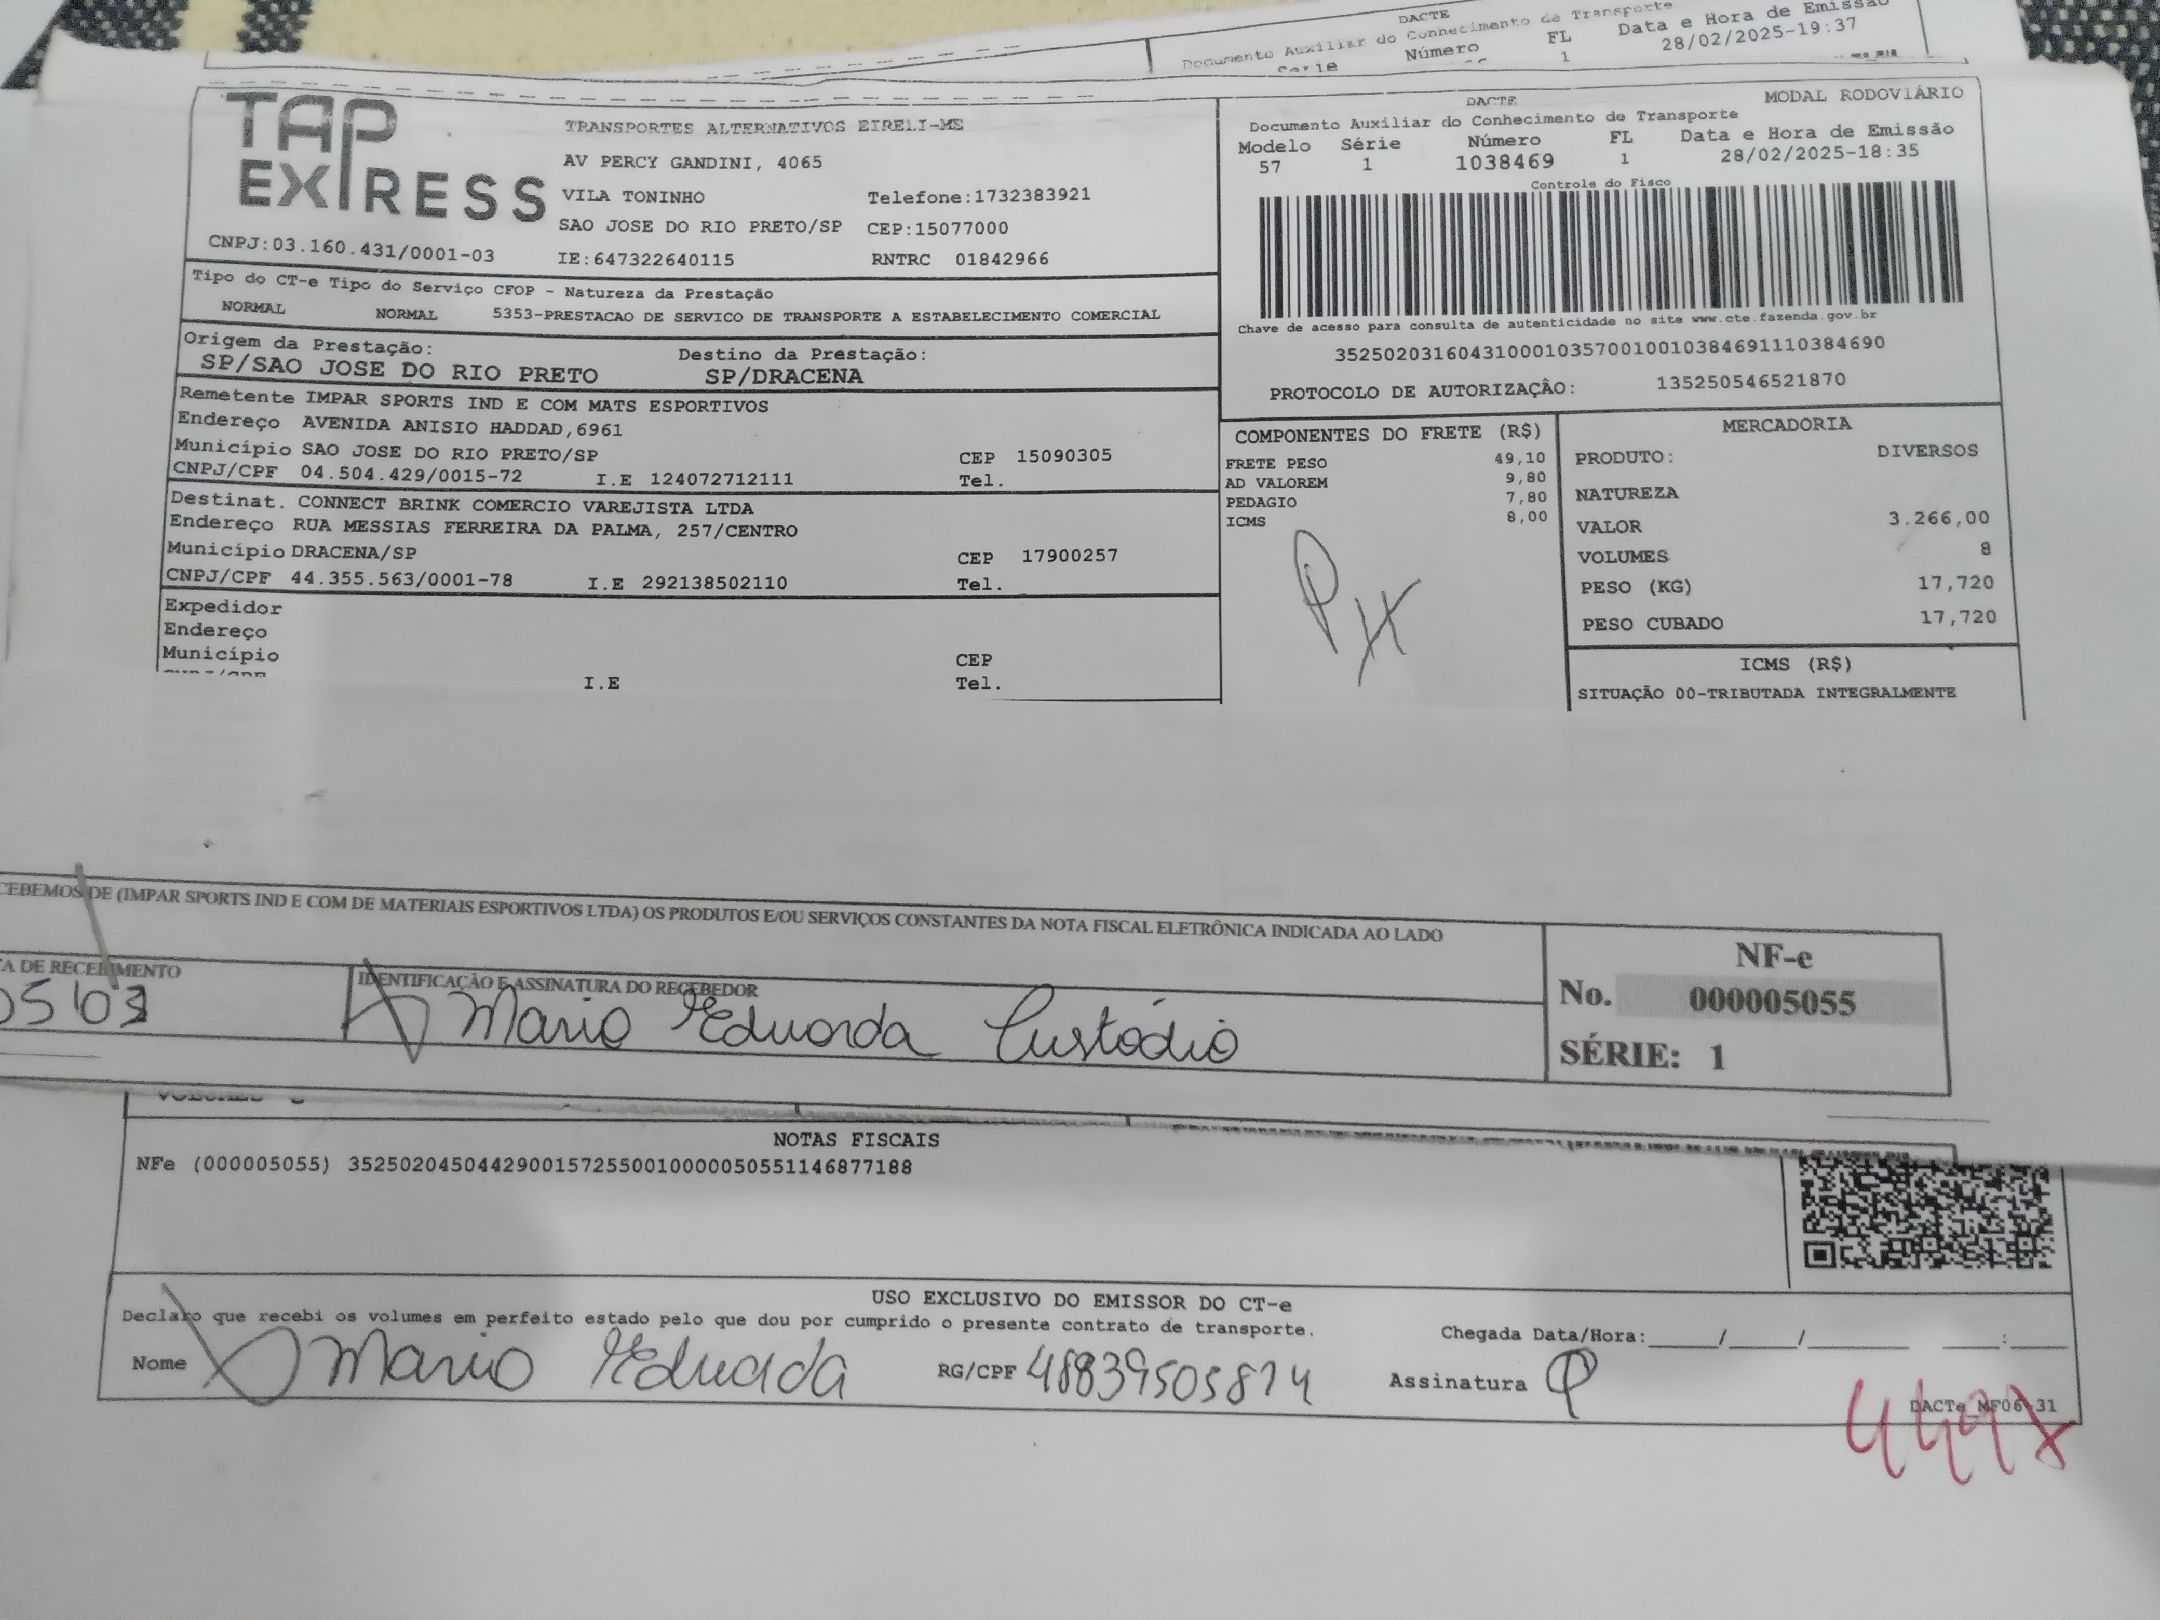 DACTE
Documento Auxiliar do Conhecimento de Transporte
Número FL Data e Hora de Emissão
1 28/02/2025-19:37
TAP EXPRESS
TRANSPORTES ALTERNATIVOS EIRELI-ME
AV PERCY GANDINI, 4065
VILA TONINHO Telefone:1732383921
SAO JOSE DO RIO PRETO/SP CEP:15077000
CNPJ:03.160.431/0001-03 IE:647322640115 RNTRC 01842966
DACTE MODAL RODOVIÁRIO
Documento Auxiliar do Conhecimento de Transporte
Modelo Série Número FL Data e Hora de Emissão
57 1 1038469 1 28/02/2025-18:35
Controle do Fisco
Chave de acesso para consulta de autenticidade no site www.cte.fazenda.gov.br
35250203160431000103570010010384691110384690
PROTOCOLO DE AUTORIZAÇÃO: 135250546521870
Tipo do CT-e Tipo do Serviço CFOP - Natureza da Prestação
NORMAL NORMAL 5353-PRESTACAO DE SERVICO DE TRANSPORTE A ESTABELECIMENTO COMERCIAL
Origem da Prestação: Destino da Prestação:
SP/SAO JOSE DO RIO PRETO SP/DRACENA
Remetente IMPAR SPORTS IND E COM MATS ESPORTIVOS
Endereço AVENIDA ANISIO HADDAD,6961
Município SAO JOSE DO RIO PRETO/SP CEP 15090305
CNPJ/CPF 04.504.429/0015-72 I.E 124072712111 Tel.
Destinat. CONNECT BRINK COMERCIO VAREJISTA LTDA
Endereço RUA MESSIAS FERREIRA DA PALMA, 257/CENTRO
Município DRACENA/SP CEP 17900257
CNPJ/CPF 44.355.563/0001-78 I.E 292138502110 Tel.
Expedidor
Endereço
Município CEP
I.E Tel.
COMPONENTES DO FRETE (R$)
FRETE PESO 49,10
AD VALOREM 9,80
PEDAGIO 7,80
ICMS 8,00
PH
MERCADORIA
PRODUTO: DIVERSOS
NATUREZA
VALOR 3.266,00
VOLUMES 8
PESO (KG) 17,720
PESO CUBADO 17,720
ICMS (R$)
SITUAÇÃO 00-TRIBUTADA INTEGRALMENTE
CEBEMOS DE (IMPAR SPORTS IND E COM DE MATERIAIS ESPORTIVOS LTDA) OS PRODUTOS E/OU SERVIÇOS CONSTANTES DA NOTA FISCAL ELETRÔNICA INDICADA AO LADO
TA DE RECEBIMENTO IDENTIFICAÇÃO E ASSINATURA DO RECEBEDOR
05/03 Maria Eduarda Custódio
NF-e
No. 000005055
SÉRIE: 1
NOTAS FISCAIS
NFe (000005055) 35250204504429001572550010000050551146877188
USO EXCLUSIVO DO EMISSOR DO CT-e
Declaro que recebi os volumes em perfeito estado pelo que dou por cumprido o presente contrato de transporte.
Chegada Data/Hora:____/____/____ ____:____
Nome Maria Eduarda RG/CPF 48839505874 Assinatura
DACTe_MF06-31